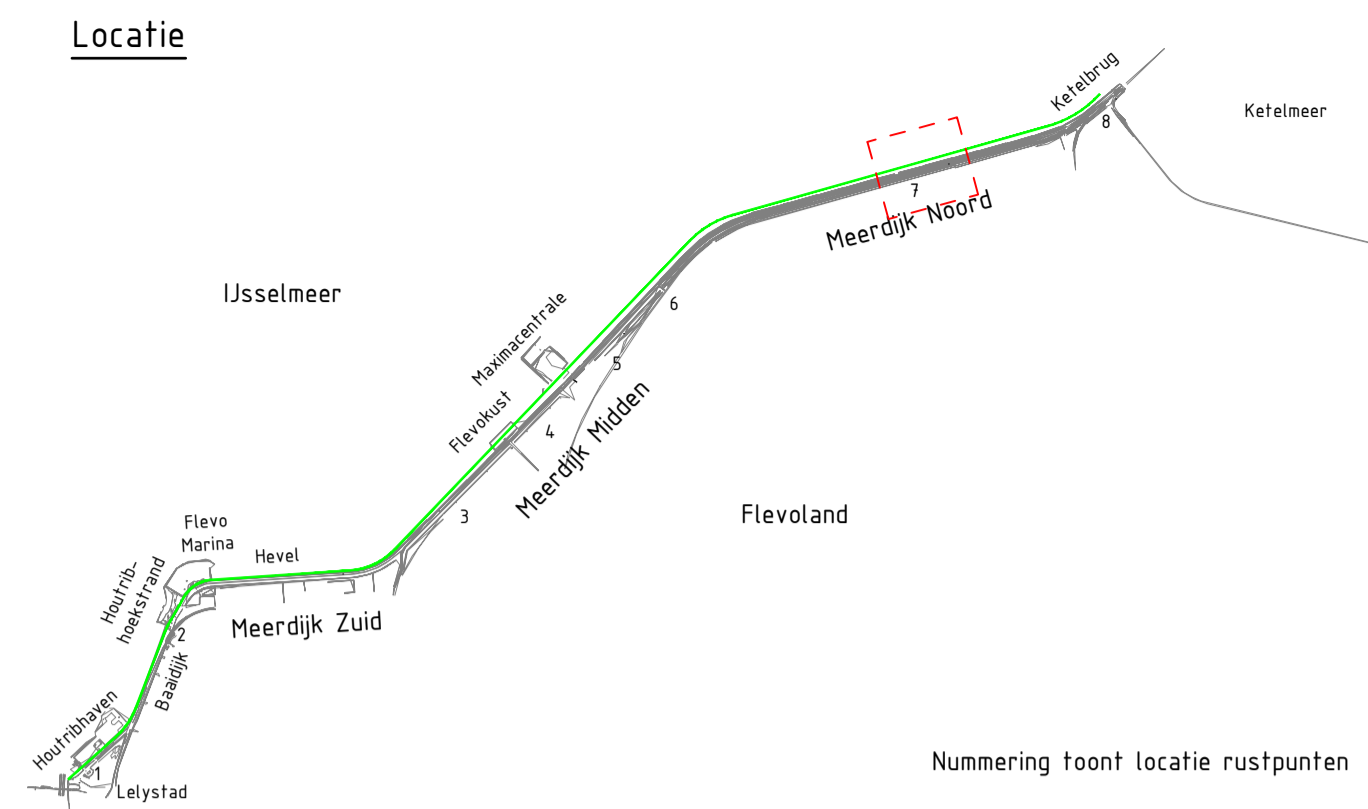 Locatie
Ketelbrug
Ketelmeer
8
7
Meerdijk Noord
IJsselmeer
6
Maximacentrale
5
Flevokust
4
Meerdijk Midden
3
Flevoland
Flevo
Marina
Hevel
Houtrib-
hoekstrand
Meerdijk Zuid
2
Baaidijk
Houtribhaven
1
Lelystad
Nummering toont locatie rustpunten